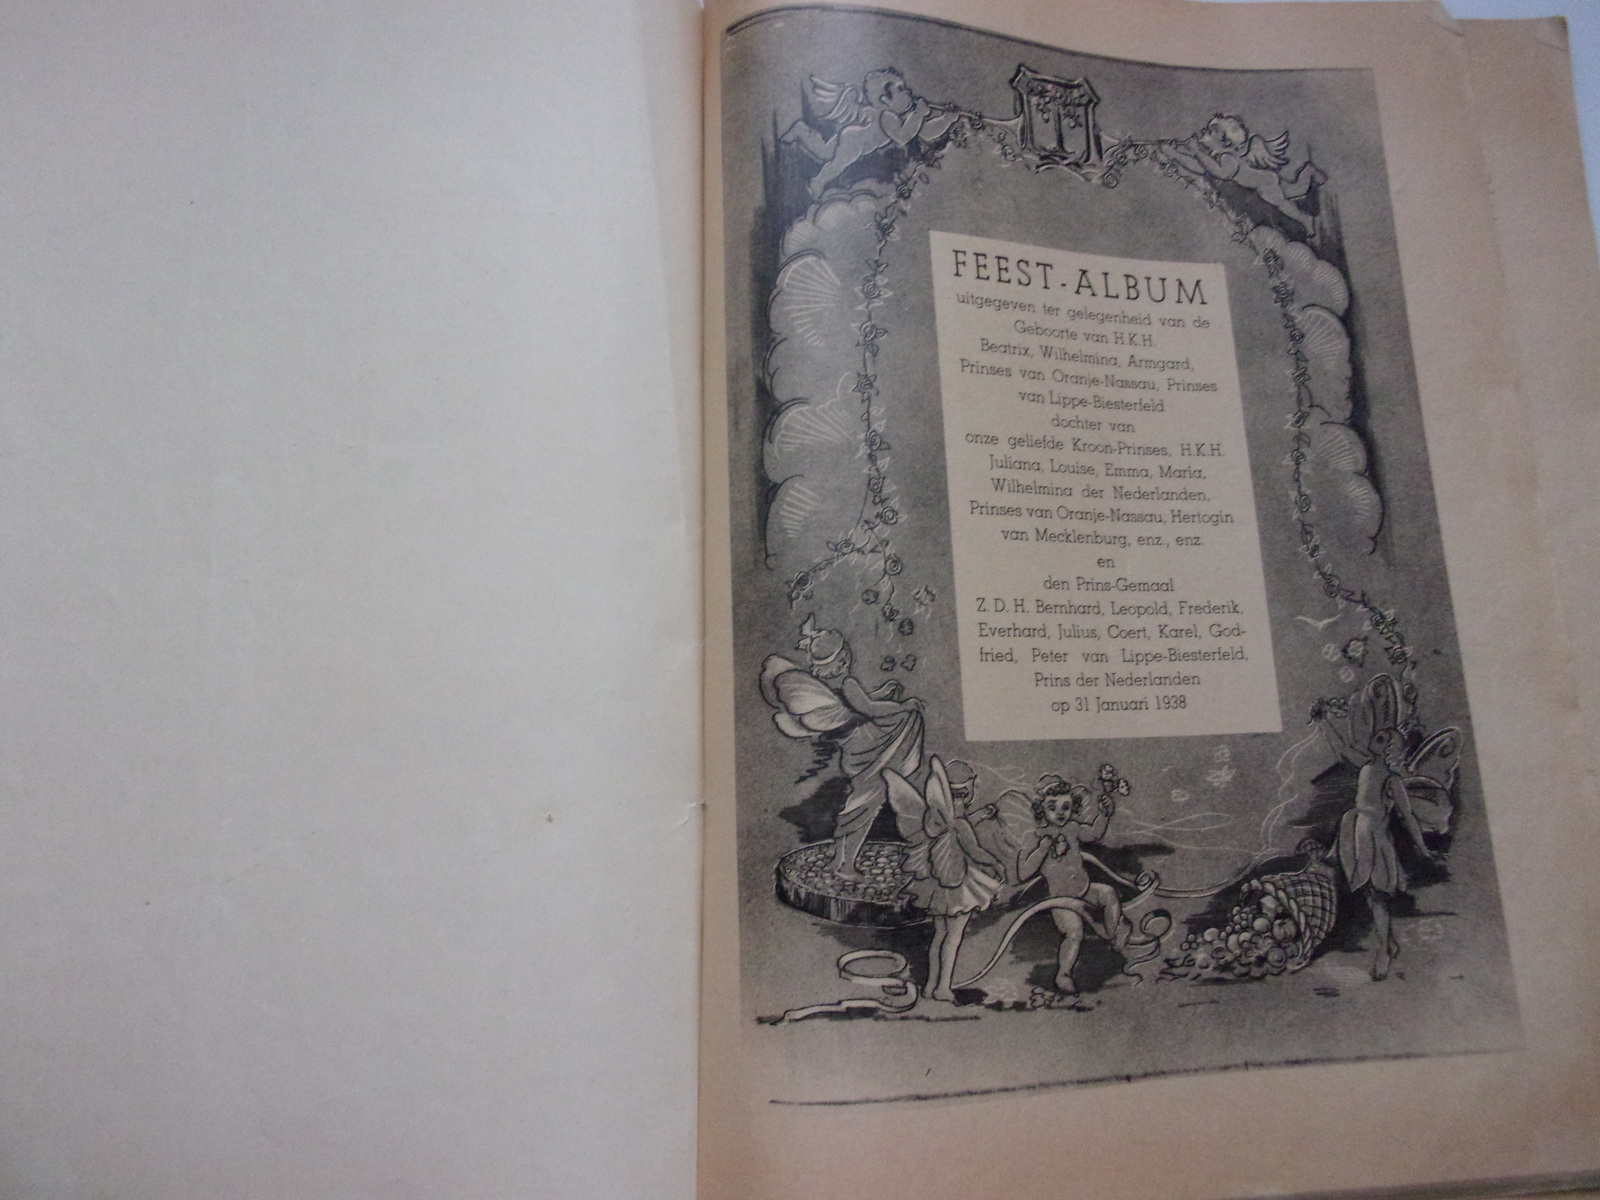 FEEST-ALBUM
uitgegeven ter gelegenheid van de
Geboorte van H.K.H.
Beatrix, Wilhelmina, Armgard,
Prinses van Oranje-Nassau, Prinses
van Lippe-Biesterfeld
dochter van
onze geliefde Kroon-Prinses, H.K.H.
Juliana, Louise, Emma, Maria,
Wilhelmina der Nederlanden,
Prinses van Oranje-Nassau, Hertogin
van Mecklenburg, enz., enz.
en
den Prins-Gemaal
Z. D. H. Bernhard, Leopold, Frederik,
Everhard, Julius, Coert, Karel, God-
fried, Peter van Lippe-Biesterfeld,
Prins der Nederlanden
op 31 Januari 1938